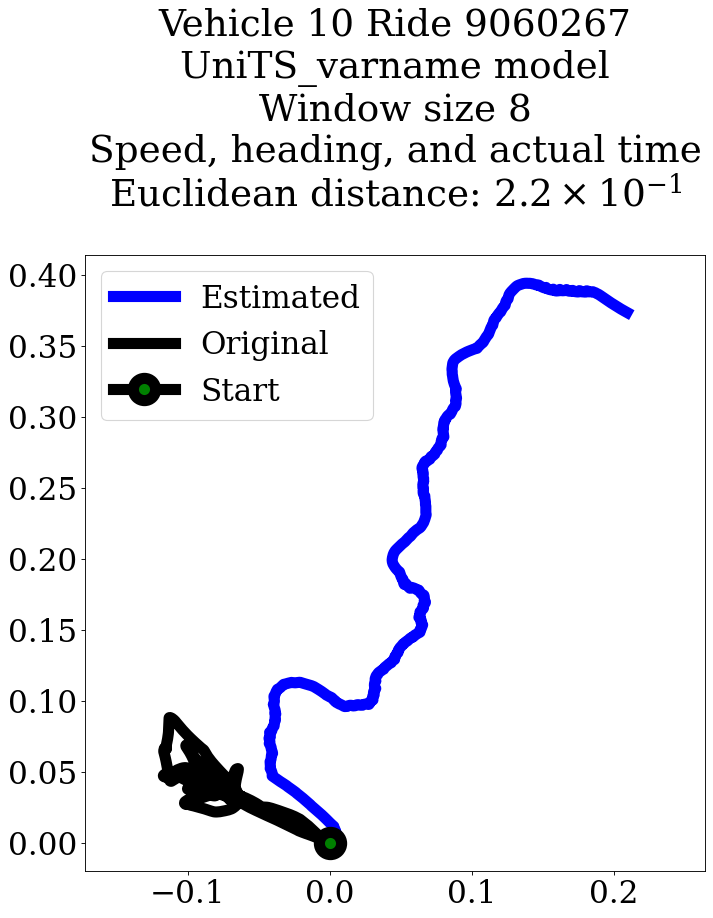 Vehicle 10 Ride 9060267
UniTS_varname model
Window size 8
Speed, heading, and actual time
Euclidean distance: 2.2 × 10⁻¹
0.40
0.35
0.30
0.25
0.20
0.15
0.10
0.05
0.00
Estimated
Original
Start
−0.1 0.0 0.1 0.2